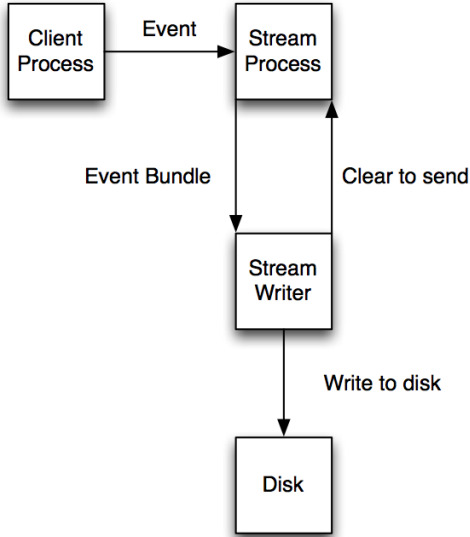 Client
Process
Event
Stream
Process
Event Bundle
Clear to send
Stream
Writer
Write to disk
Disk